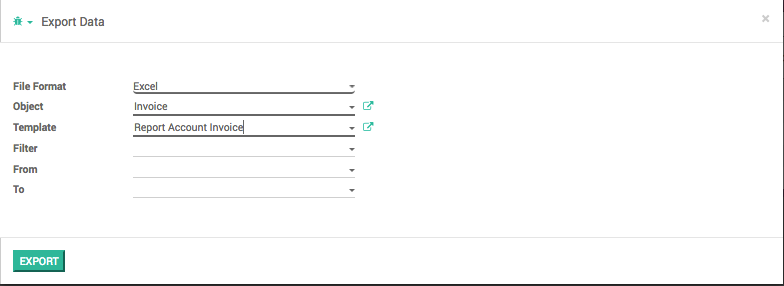 Export Data ×
File Format Excel
Object Invoice
Template Report Account Invoice
Filter
From
To
EXPORT